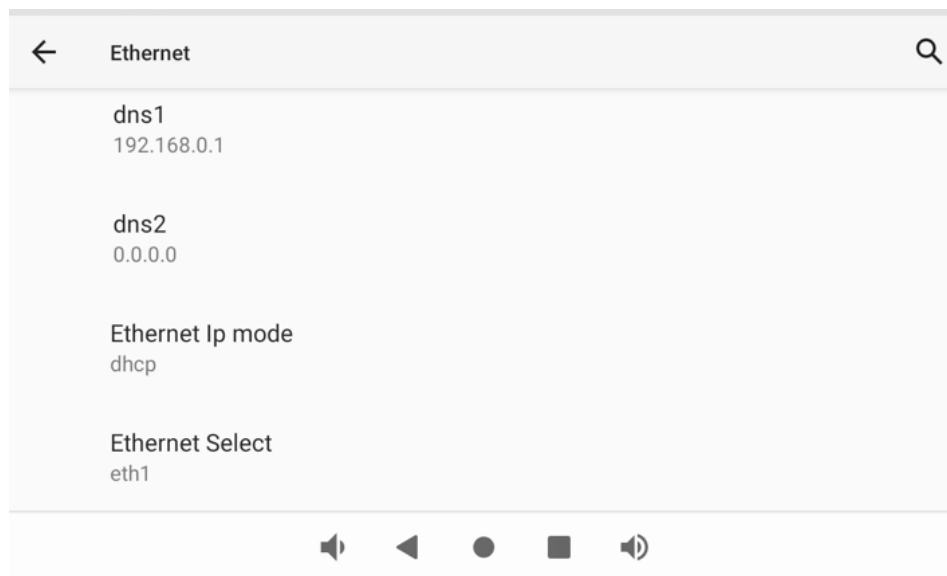 Ethernet
dns1
192.168.0.1
dns2
0.0.0.0
Ethernet Ip mode
dhcp
Ethernet Select
eth1